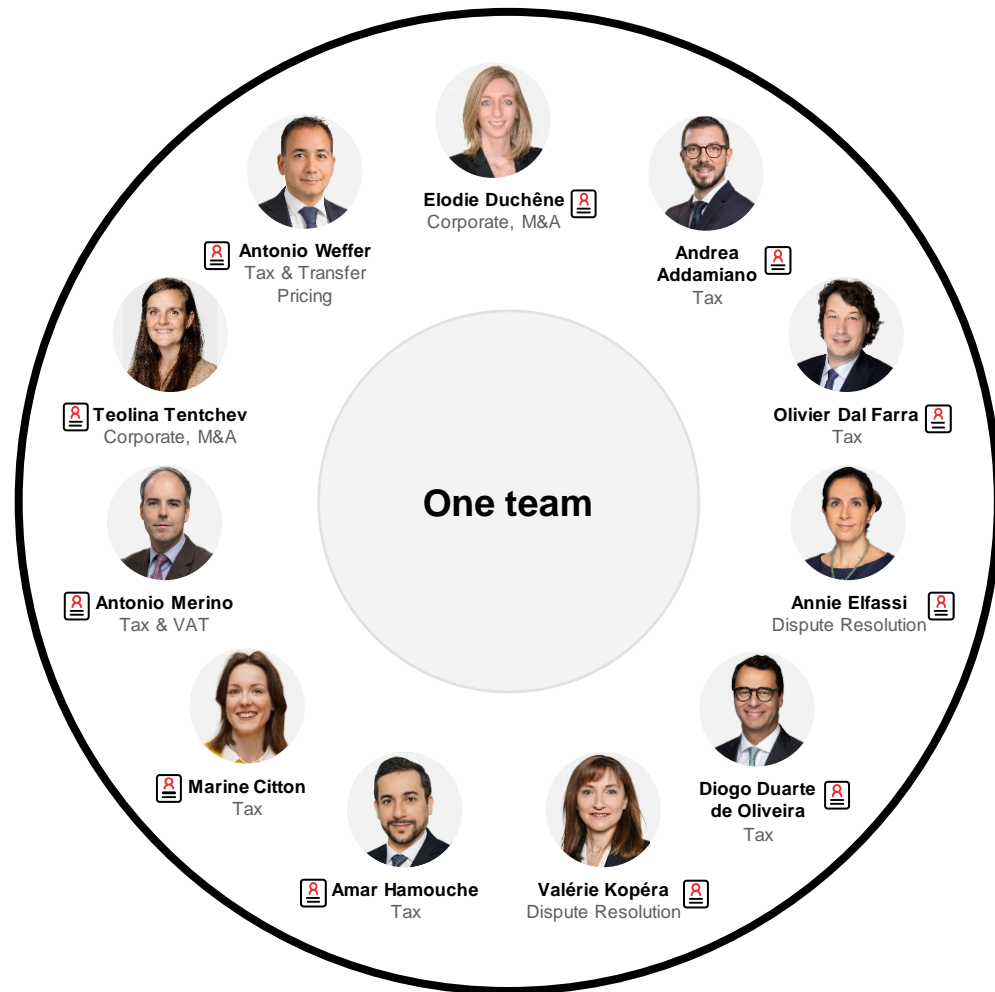 Elodie Duchêne
Corporate, M&A
Andrea
Addamiano
Tax
Olivier Dal Farra
Tax
Annie Elfassi
Dispute Resolution
Diogo Duarte
de Oliveira
Tax
Valérie Kopéra
Dispute Resolution
Amar Hamouche
Tax
Marine Citton
Tax
Antonio Merino
Tax & VAT
Teolina Tentchev
Corporate, M&A
Antonio Weffer
Tax & Transfer
Pricing
One team